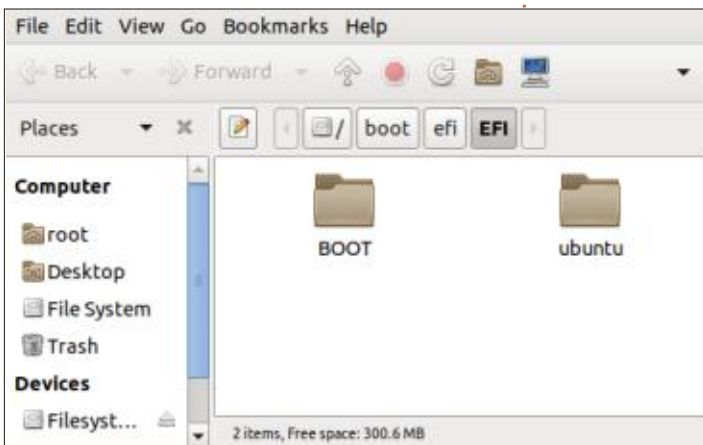 File Edit View Go Bookmarks Help
Back Forward
Places / boot efi EFI
Computer
root
Desktop
File System
Trash
Devices
Filesyst...
BOOT ubuntu
2 items, Free space: 300.6 MB